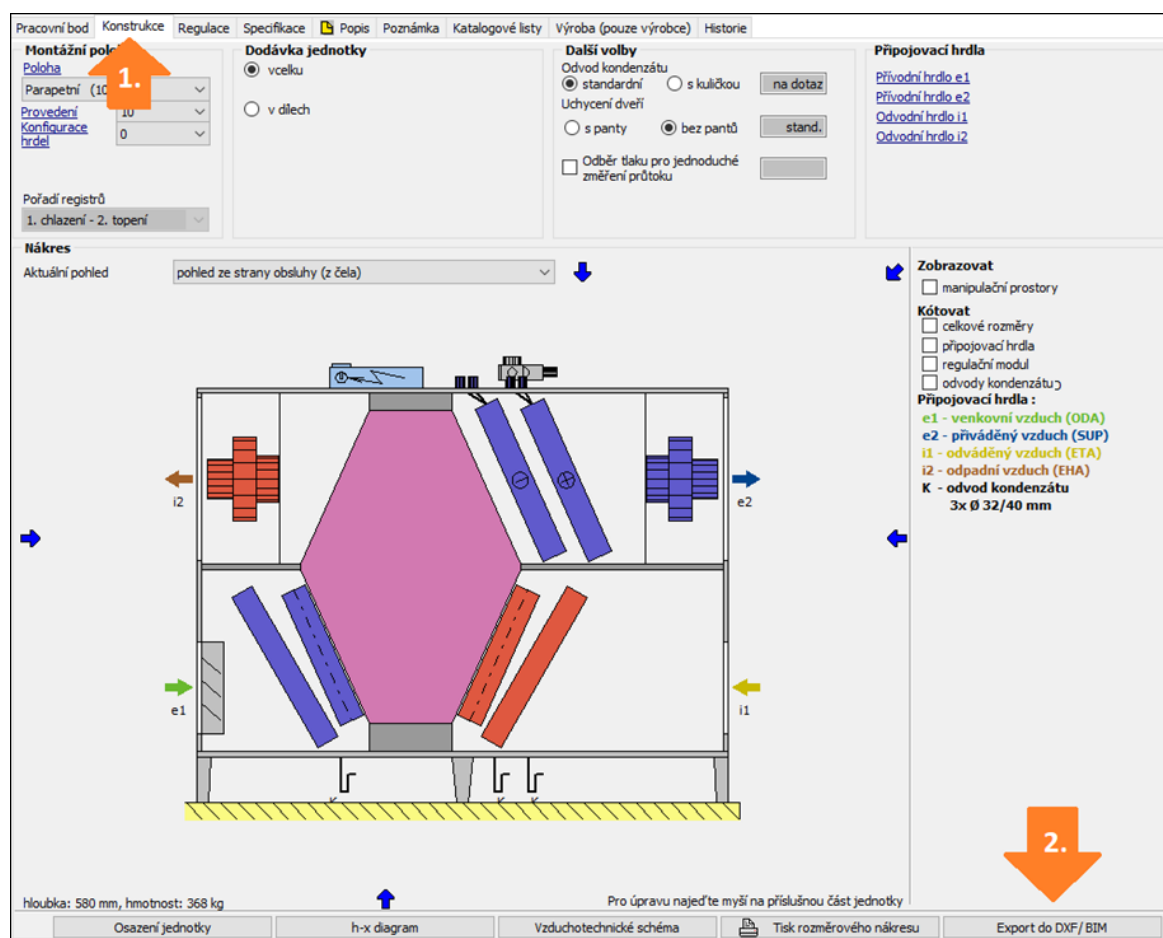 Pracovní bod Konstrukce Regulace Specifikace Popis Poznámka Katalogové listy Výroba (pouze výrobce) Historie
1.
Montážní
Poloha
Parapetní (10
Provedení 10
Konfigurace hrdel 0
Pořadí registrů
1. chlazení - 2. topení
Dodávka jednotky
vcelku
v dílech
Další volby
Odvod kondenzátu
standardní s kuličkou na dotaz
Uchycení dveří
s panty bez pantů stand.
Odběr tlaku pro jednoduché
změření průtoku
Připojovací hrdla
Přívodní hrdlo e1
Přívodní hrdlo e2
Odvodní hrdlo i1
Odvodní hrdlo i2
Nákres
Aktuální pohled pohled ze strany obsluhy (z čela)
i2
e2
e1
i1
K K K
Zobrazovat
manipulační prostory
Kótovat
celkové rozměry
připojovací hrdla
regulační modul
odvody kondenzátu
Připojovací hrdla :
e1 - venkovní vzduch (ODA)
e2 - přiváděný vzduch (SUP)
i1 - odváděný vzduch (ETA)
i2 - odpadní vzduch (EHA)
K - odvod kondenzátu
3x Ø 32/40 mm
2.
hloubka: 580 mm, hmotnost: 368 kg
Pro úpravu najeďte myší na příslušnou část jednotky
Osazení jednotky h-x diagram Vzduchotechnické schéma Tisk rozměrového nákresu Export do DXF/BIM